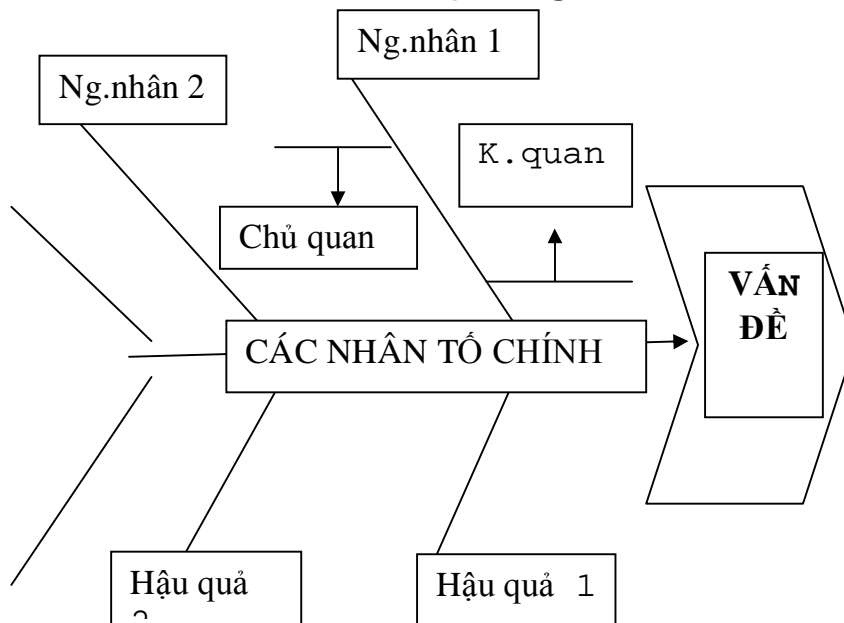 Ng.nhân 1
Ng.nhân 2
K.quan
Chủ quan
VẤN
ĐỀ
CÁC NHÂN TỐ CHÍNH
Hậu quả
Hậu quả 1